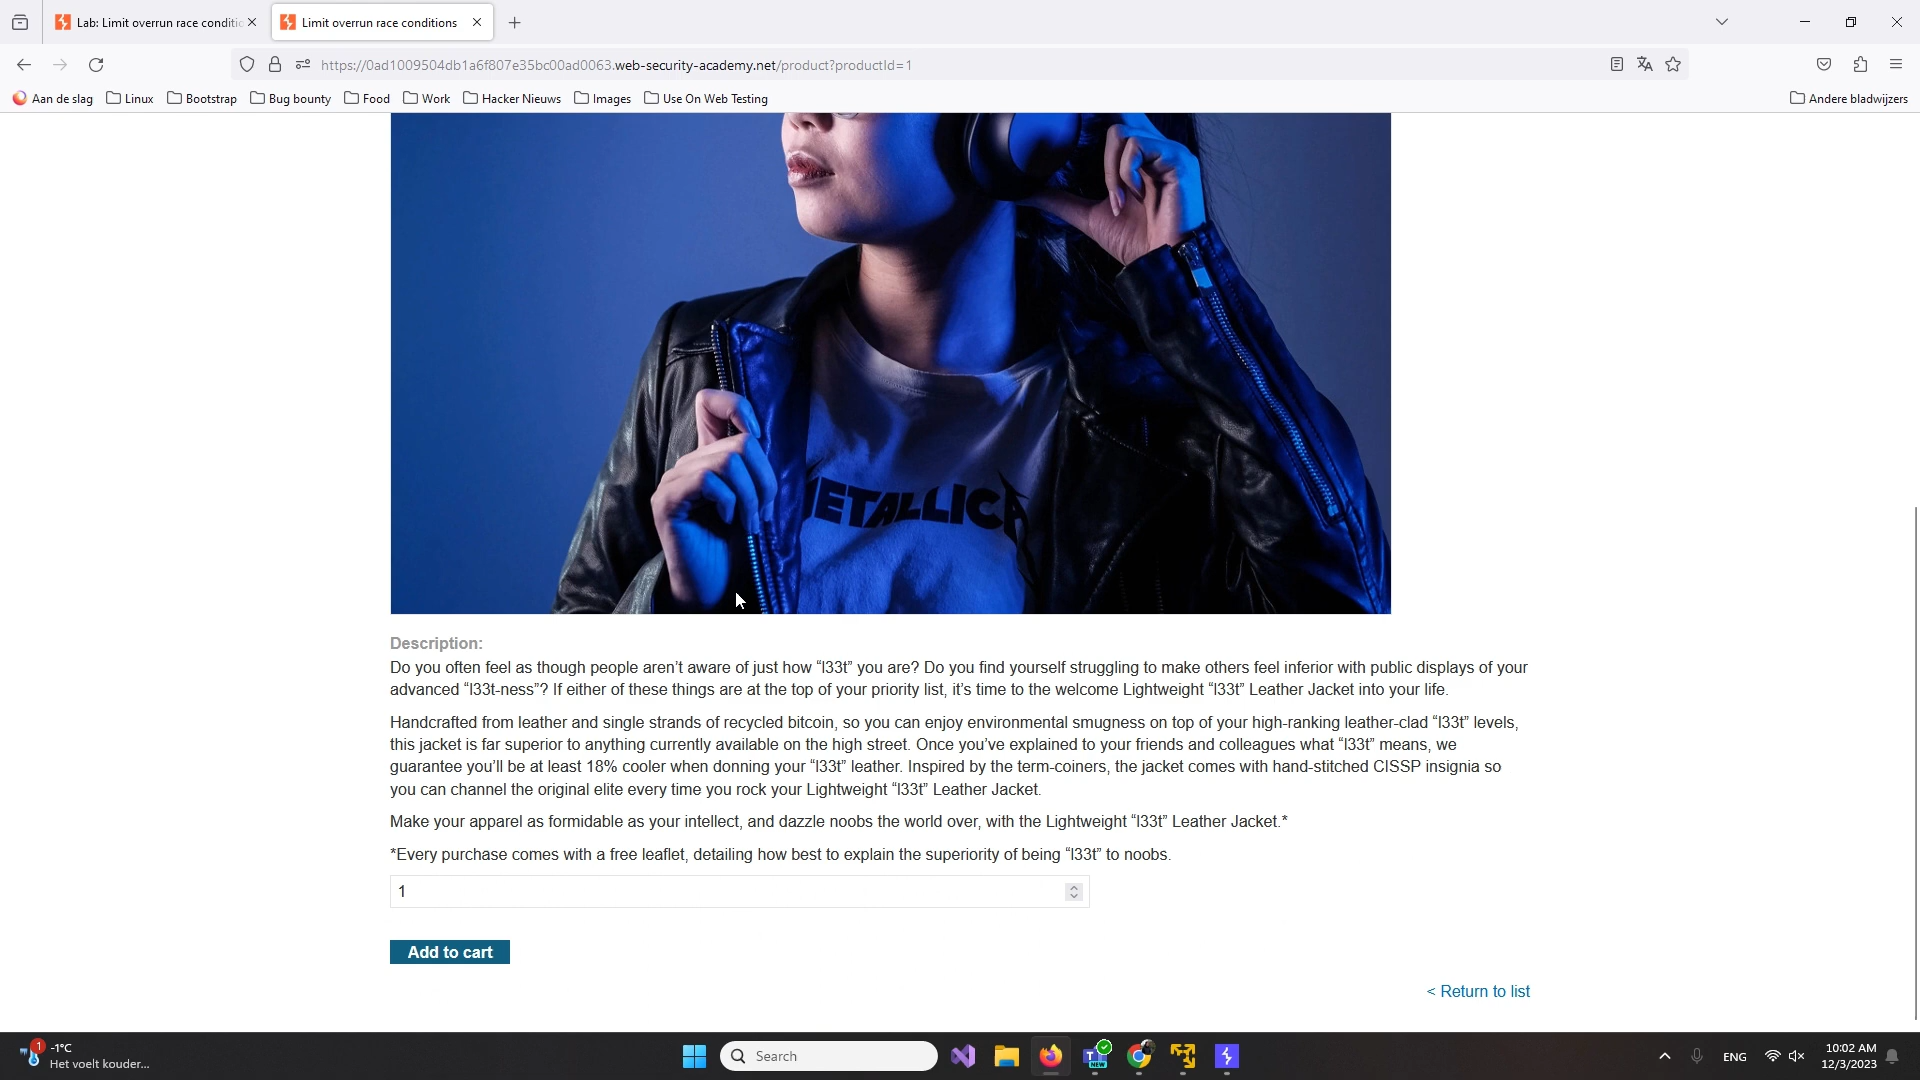 Lab: Limit overrun race conditio
Limit overrun race conditions
https://0ad1009504db1a6f807e35bc00ad0063.web-security-academy.net/product?productId=1
Aan de slag
Linux
Bootstrap
Bug bounty
Food
Work
Hacker Nieuws
Images
Use On Web Testing
Andere bladwijzers
METALLICA
Description:
Do you often feel as though people aren’t aware of just how “l33t” you are? Do you find yourself struggling to make others feel inferior with public displays of your
advanced “l33t-ness”? If either of these things are at the top of your priority list, it’s time to the welcome Lightweight “l33t” Leather Jacket into your life.
Handcrafted from leather and single strands of recycled bitcoin, so you can enjoy environmental smugness on top of your high-ranking leather-clad “l33t” levels,
this jacket is far superior to anything currently available on the high street. Once you’ve explained to your friends and colleagues what “l33t” means, we
guarantee you’ll be at least 18% cooler when donning your “l33t” leather. Inspired by the term-coiners, the jacket comes with hand-stitched CISSP insignia so
you can channel the original elite every time you rock your Lightweight “l33t” Leather Jacket.
Make your apparel as formidable as your intellect, and dazzle noobs the world over, with the Lightweight “l33t” Leather Jacket.*
*Every purchase comes with a free leaflet, detailing how best to explain the superiority of being “l33t” to noobs.
1
Add to cart
< Return to list
1
-1°C
Het voelt kouder...
Search
NEW
ENG
10:02 AM
12/3/2023